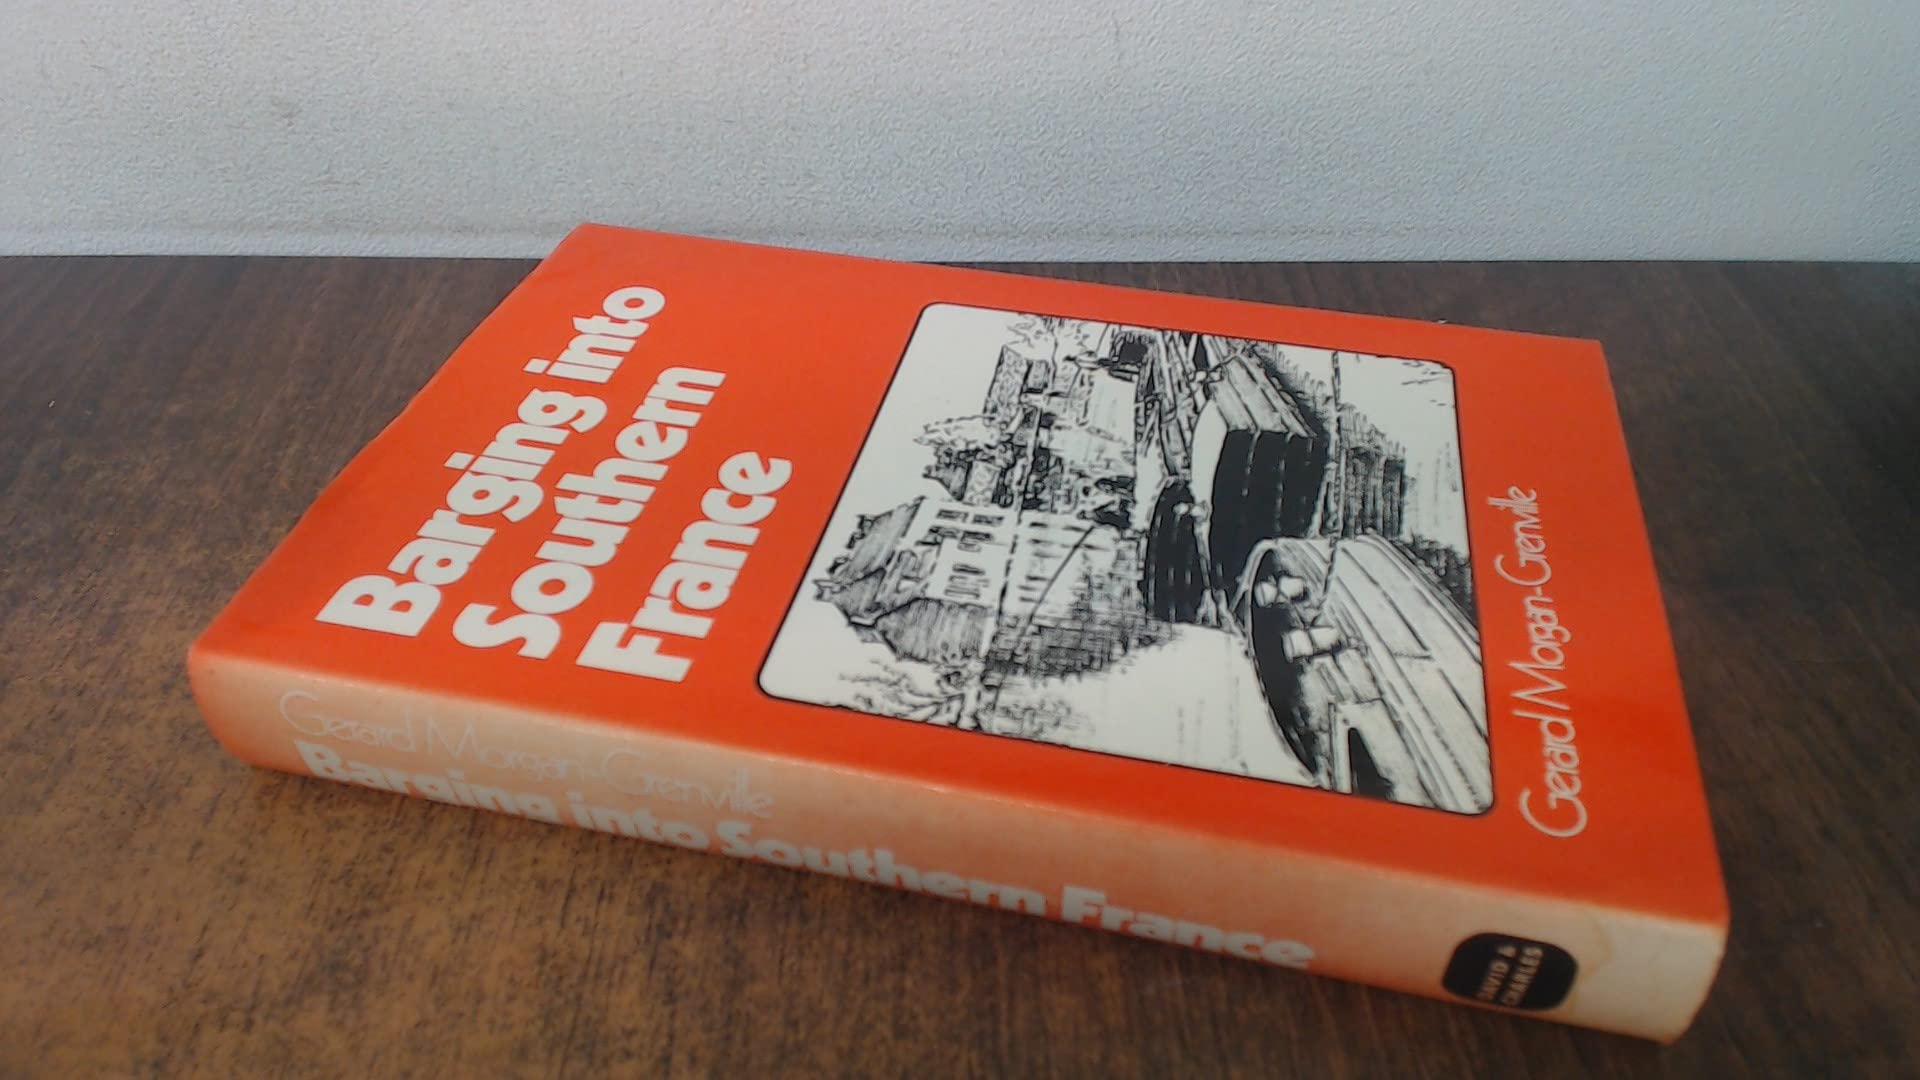 Barging into
Southern
France
Gerard Morgan-Grenville
Gerard Morgan-Grenville
Barging into Southern France
DAVID &
CHARLES